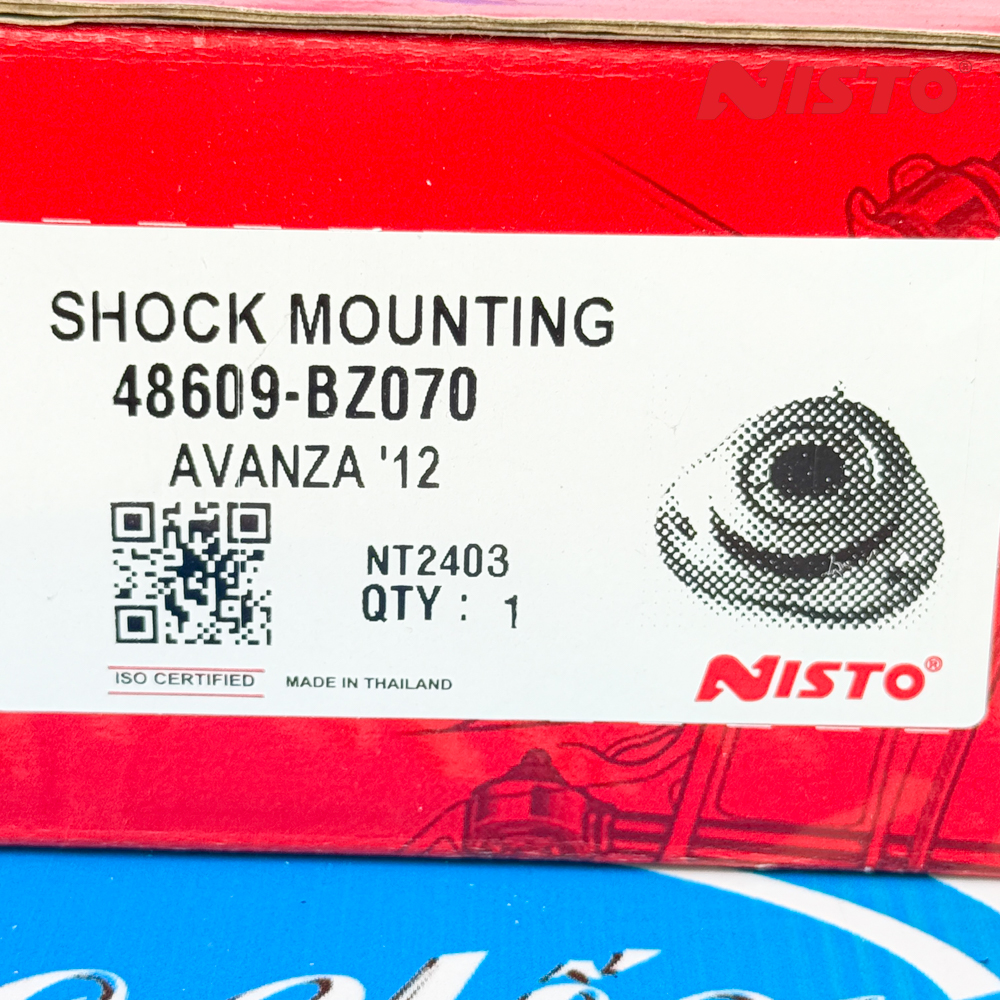 NISTO
SHOCK MOUNTING
48609-BZ070
AVANZA '12
NT2403
QTY : 1
ISO CERTIFIED
MADE IN THAILAND
NISTO®